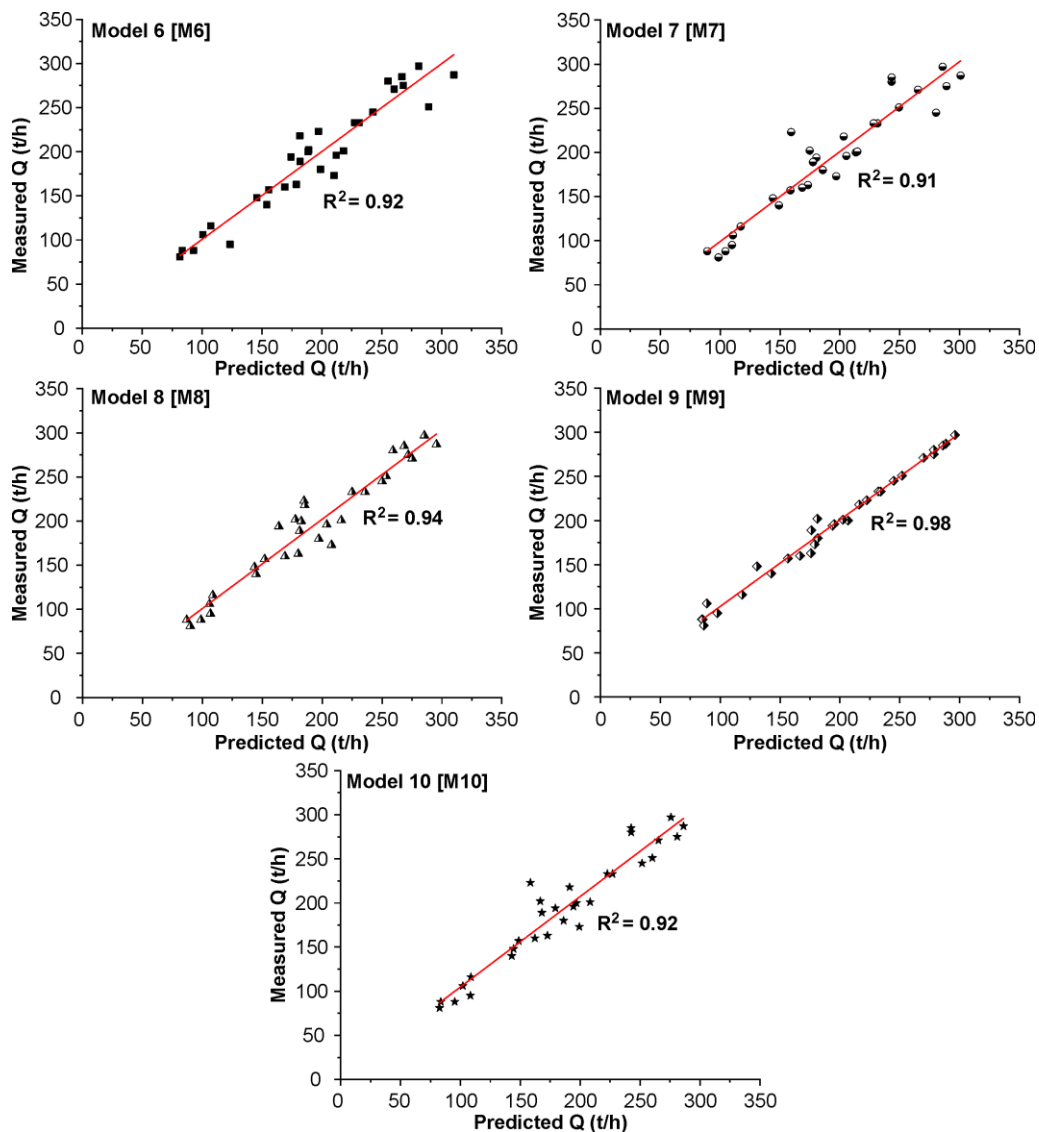 Model 6 [M6]
350
300
250
200
150
100
50
0
Measured Q (t/h)
R² = 0.92
0 50 100 150 200 250 300 350
Predicted Q (t/h)
Model 7 [M7]
350
300
250
200
150
100
50
0
Measured Q (t/h)
R² = 0.91
0 50 100 150 200 250 300 350
Predicted Q (t/h)
Model 8 [M8]
350
300
250
200
150
100
50
0
Measured Q (t/h)
R² = 0.94
0 50 100 150 200 250 300 350
Predicted Q (t/h)
Model 9 [M9]
350
300
250
200
150
100
50
0
Measured Q (t/h)
R² = 0.98
0 50 100 150 200 250 300 350
Predicted Q (t/h)
Model 10 [M10]
350
300
250
200
150
100
50
0
Measured Q (t/h)
R² = 0.92
0 50 100 150 200 250 300 350
Predicted Q (t/h)